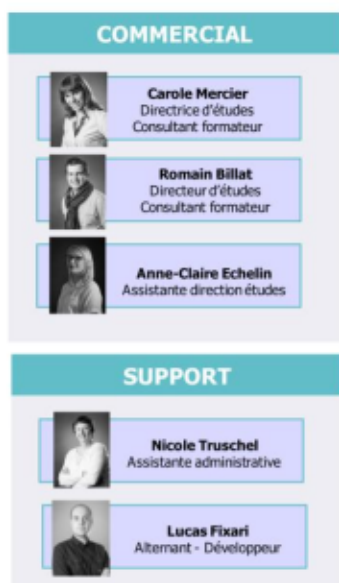 COMMERCIAL
Carole Mercier
Directrice d'études
Consultant formateur
Romain Billat
Directeur d'études
Consultant formateur
Anne-Claire Echelin
Assistante direction études
SUPPORT
Nicole Truschel
Assistante administrative
Lucas Fixari
Alternant - Développeur